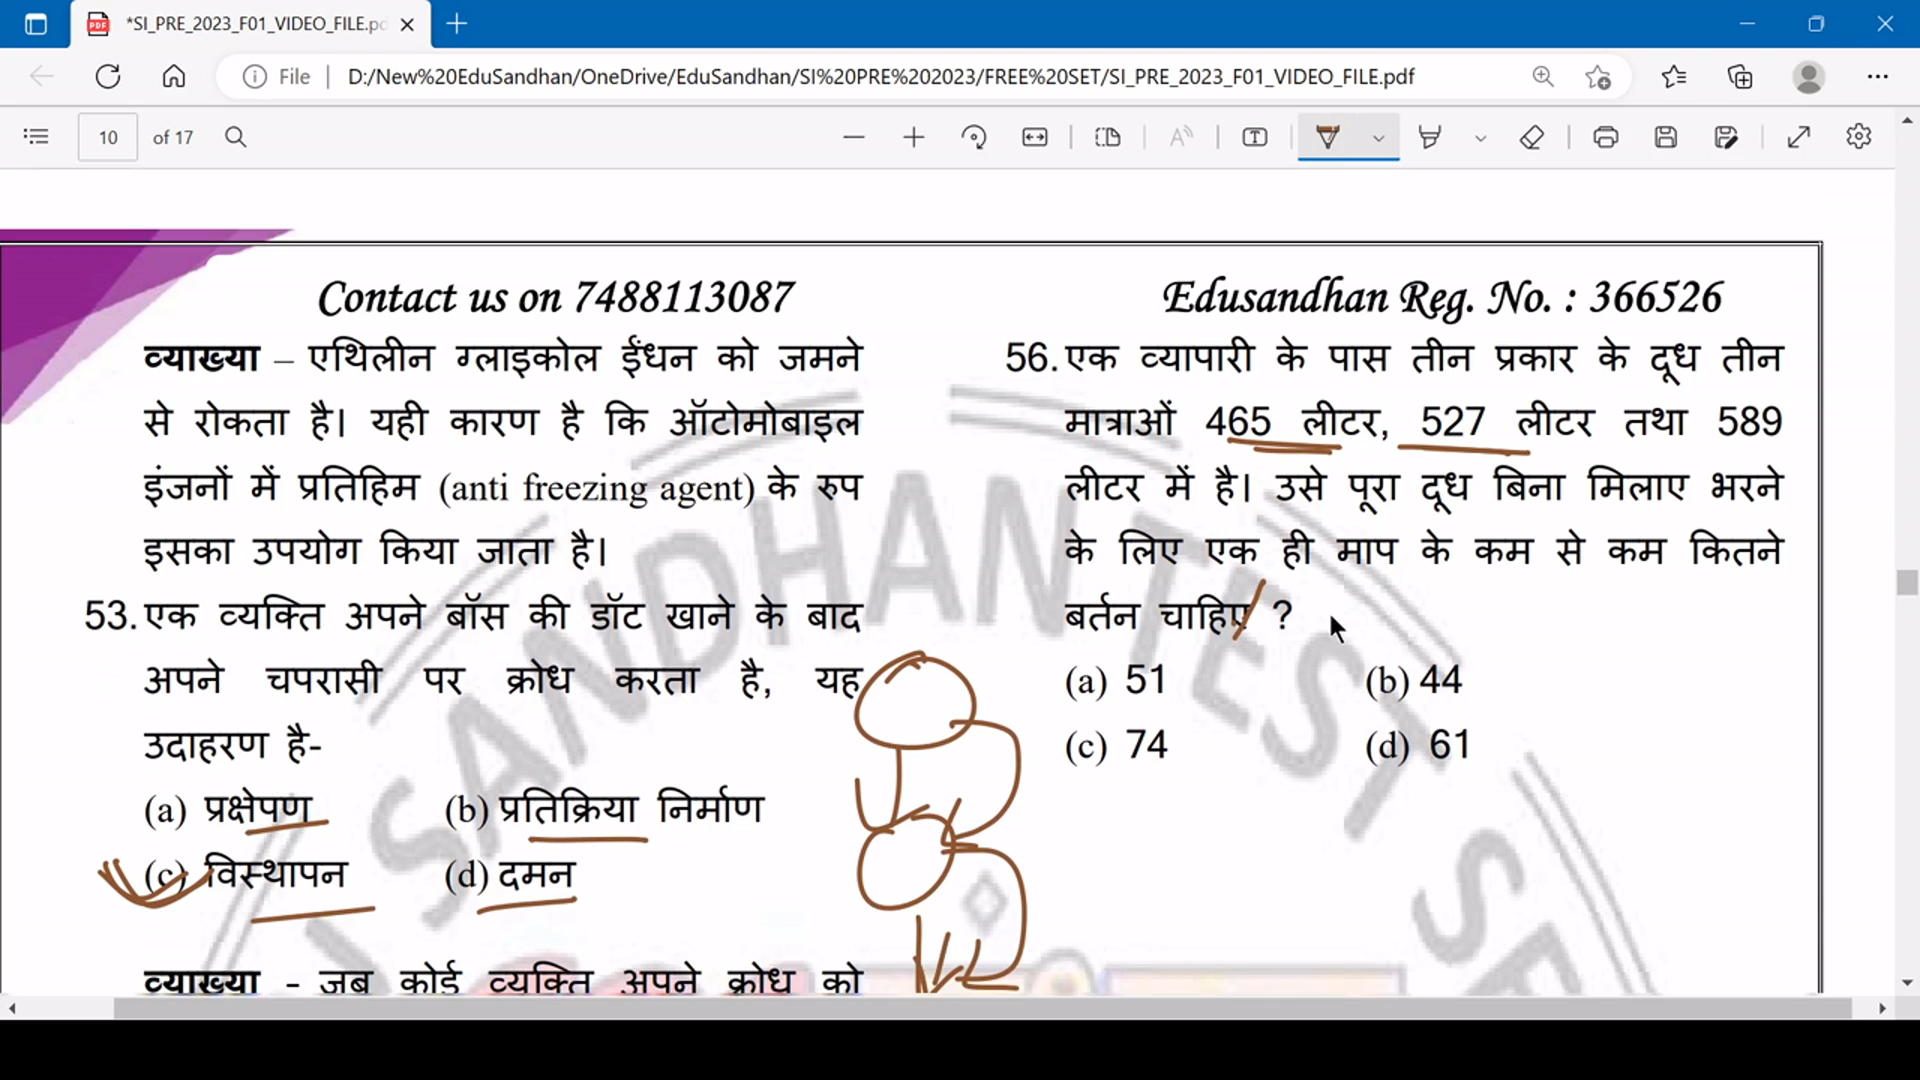 *SI_PRE_2023_F01_VIDEO_FILE.pd
File | D:/New%20EduSandhan/OneDrive/EduSandhan/SI%20PRE%202023/FREE%20SET/SI_PRE_2023_F01_VIDEO_FILE.pdf
10 of 17
Contact us on 7488113087
व्याख्या – एथिलीन ग्लाइकोल ईंधन को जमने
से रोकता है। यही कारण है कि ऑटोमोबाइल
इंजनों में प्रतिहिम (anti freezing agent) के रुप
इसका उपयोग किया जाता है।
53. एक व्यक्ति अपने बॉस की डॉट खाने के बाद
अपने चपरासी पर क्रोध करता है, यह
उदाहरण है-
(a) प्रक्षेपण (b) प्रतिक्रिया निर्माण
(c) विस्थापन (d) दमन
व्याख्या - जब कोई व्यक्ति अपने क्रोध को
Edusandhan Reg. No. : 366526
56. एक व्यापारी के पास तीन प्रकार के दूध तीन
मात्राओं 465 लीटर, 527 लीटर तथा 589
लीटर में है। उसे पूरा दूध बिना मिलाए भरने
के लिए एक ही माप के कम से कम कितने
बर्तन चाहिए ?
(a) 51 (b) 44
(c) 74 (d) 61
SANDHAN TEST SE